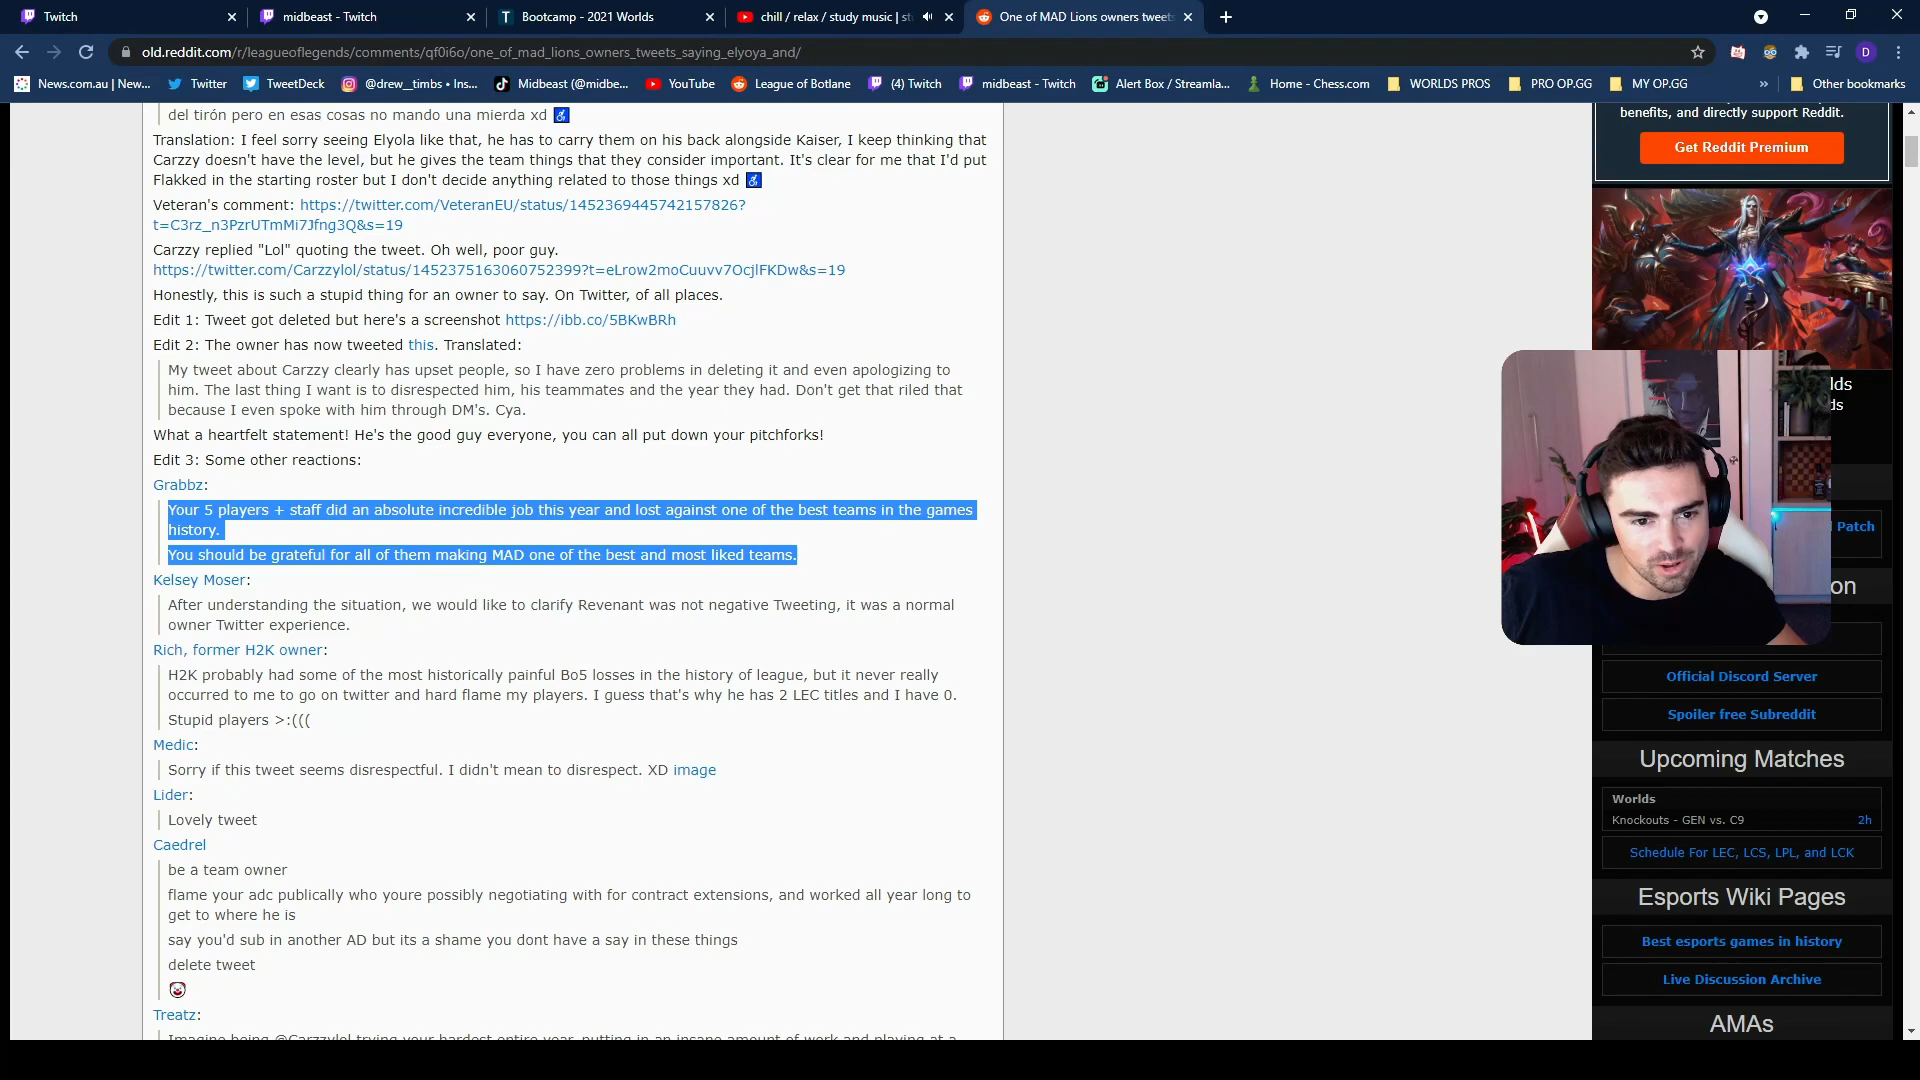 Twitch
midbeast - Twitch
Bootcamp - 2021 Worlds
chill / relax / study music | st
One of MAD Lions owners tweets
old.reddit.com/r/leagueoflegends/comments/qf0i6o/one_of_mad_lions_owners_tweets_saying_elyoya_and/
News.com.au | New...
Twitter
TweetDeck
@drew__timbs • Ins...
Midbeast (@midbe...
YouTube
League of Botlane
(4) Twitch
midbeast - Twitch
Alert Box / Streamla...
Home - Chess.com
WORLDS PROS
PRO OP.GG
MY OP.GG
»
Other bookmarks
del tirón pero en esas cosas no mando una mierda xd ♿
Translation: I feel sorry seeing Elyola like that, he has to carry them on his back alongside Kaiser, I keep thinking that
Carzzy doesn't have the level, but he gives the team things that they consider important. It's clear for me that I'd put
Flakked in the starting roster but I don't decide anything related to those things xd ♿
Veteran's comment: https://twitter.com/VeteranEU/status/1452369445742157826?
t=C3rz_n3PzrUTmMi7Jfng3Q&s=19
Carzzy replied "Lol" quoting the tweet. Oh well, poor guy.
https://twitter.com/Carzzylol/status/1452375163060752399?t=eLrow2moCuuvv7OcjlFKDw&s=19
Honestly, this is such a stupid thing for an owner to say. On Twitter, of all places.
Edit 1: Tweet got deleted but here's a screenshot https://ibb.co/5BKwBRh
Edit 2: The owner has now tweeted this. Translated:
My tweet about Carzzy clearly has upset people, so I have zero problems in deleting it and even apologizing to
him. The last thing I want is to disrespected him, his teammates and the year they had. Don't get that riled that
because I even spoke with him through DM's. Cya.
What a heartfelt statement! He's the good guy everyone, you can all put down your pitchforks!
Edit 3: Some other reactions:
Grabbz:
Your 5 players + staff did an absolute incredible job this year and lost against one of the best teams in the games
history.
You should be grateful for all of them making MAD one of the best and most liked teams.
Kelsey Moser:
After understanding the situation, we would like to clarify Revenant was not negative Tweeting, it was a normal
owner Twitter experience.
Rich, former H2K owner:
H2K probably had some of the most historically painful Bo5 losses in the history of league, but it never really
occurred to me to go on twitter and hard flame my players. I guess that's why he has 2 LEC titles and I have 0.
Stupid players >:(((
Medic:
Sorry if this tweet seems disrespectful. I didn't mean to disrespect. XD image
Lider:
Lovely tweet
Caedrel
be a team owner
flame your adc publically who youre possibly negotiating with for contract extensions, and worked all year long to
get to where he is
say you'd sub in another AD but its a shame you dont have a say in these things
delete tweet
🤡
Treatz:
Imagine being @Carzzylol trying your hardest entire year, putting in an insane amount of work and playing at a
benefits, and directly support Reddit.
Get Reddit Premium
lds
ds
Patch
on
Official Discord Server
Spoiler free Subreddit
Upcoming Matches
Worlds
Knockouts - GEN vs. C9 2h
Schedule For LEC, LCS, LPL, and LCK
Esports Wiki Pages
Best esports games in history
Live Discussion Archive
AMAs